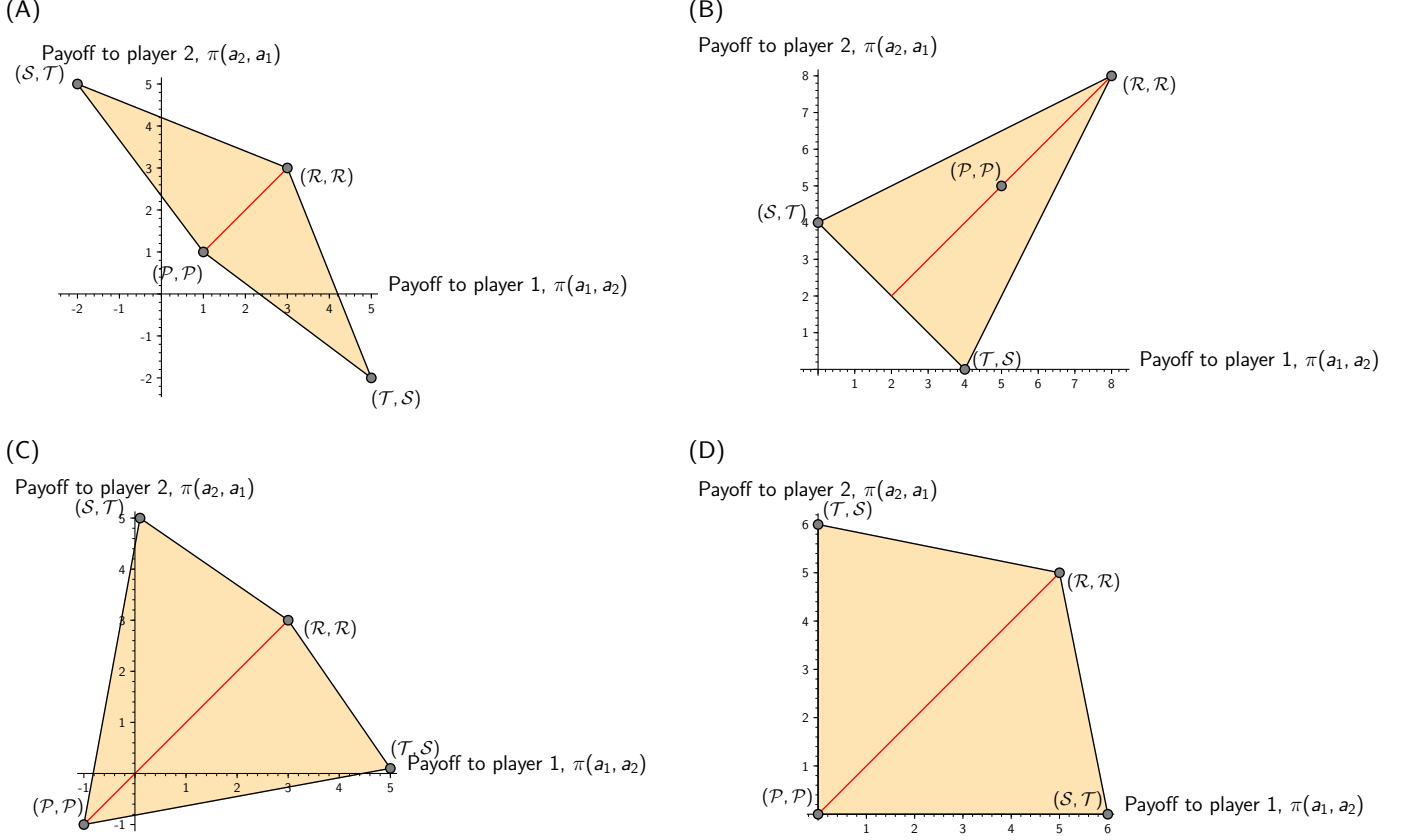 (A)
Payoff to player 2, π(a₂, a₁)
(𝒮, 𝒯)
5
4
3
2
1
-1
-2
(ℛ, ℛ)
(𝒫, 𝒫)
-2 -1 1 2 3 4 5
Payoff to player 1, π(a₁, a₂)
(𝒯, 𝒮)
(B)
Payoff to player 2, π(a₂, a₁)
8
7
6
5
4
3
2
1
(ℛ, ℛ)
(𝒫, 𝒫)
(𝒮, 𝒯)
(𝒯, 𝒮)
1 2 3 4 5 6 7 8
Payoff to player 1, π(a₁, a₂)
(C)
Payoff to player 2, π(a₂, a₁)
(𝒮, 𝒯)
5
4
3
2
1
-1
(ℛ, ℛ)
(𝒯, 𝒮)
Payoff to player 1, π(a₁, a₂)
-1 1 2 3 4 5
(𝒫, 𝒫)
(D)
Payoff to player 2, π(a₂, a₁)
(𝒯, 𝒮)
6
5
4
3
2
1
(ℛ, ℛ)
(𝒫, 𝒫)
(𝒮, 𝒯)
Payoff to player 1, π(a₁, a₂)
1 2 3 4 5 6